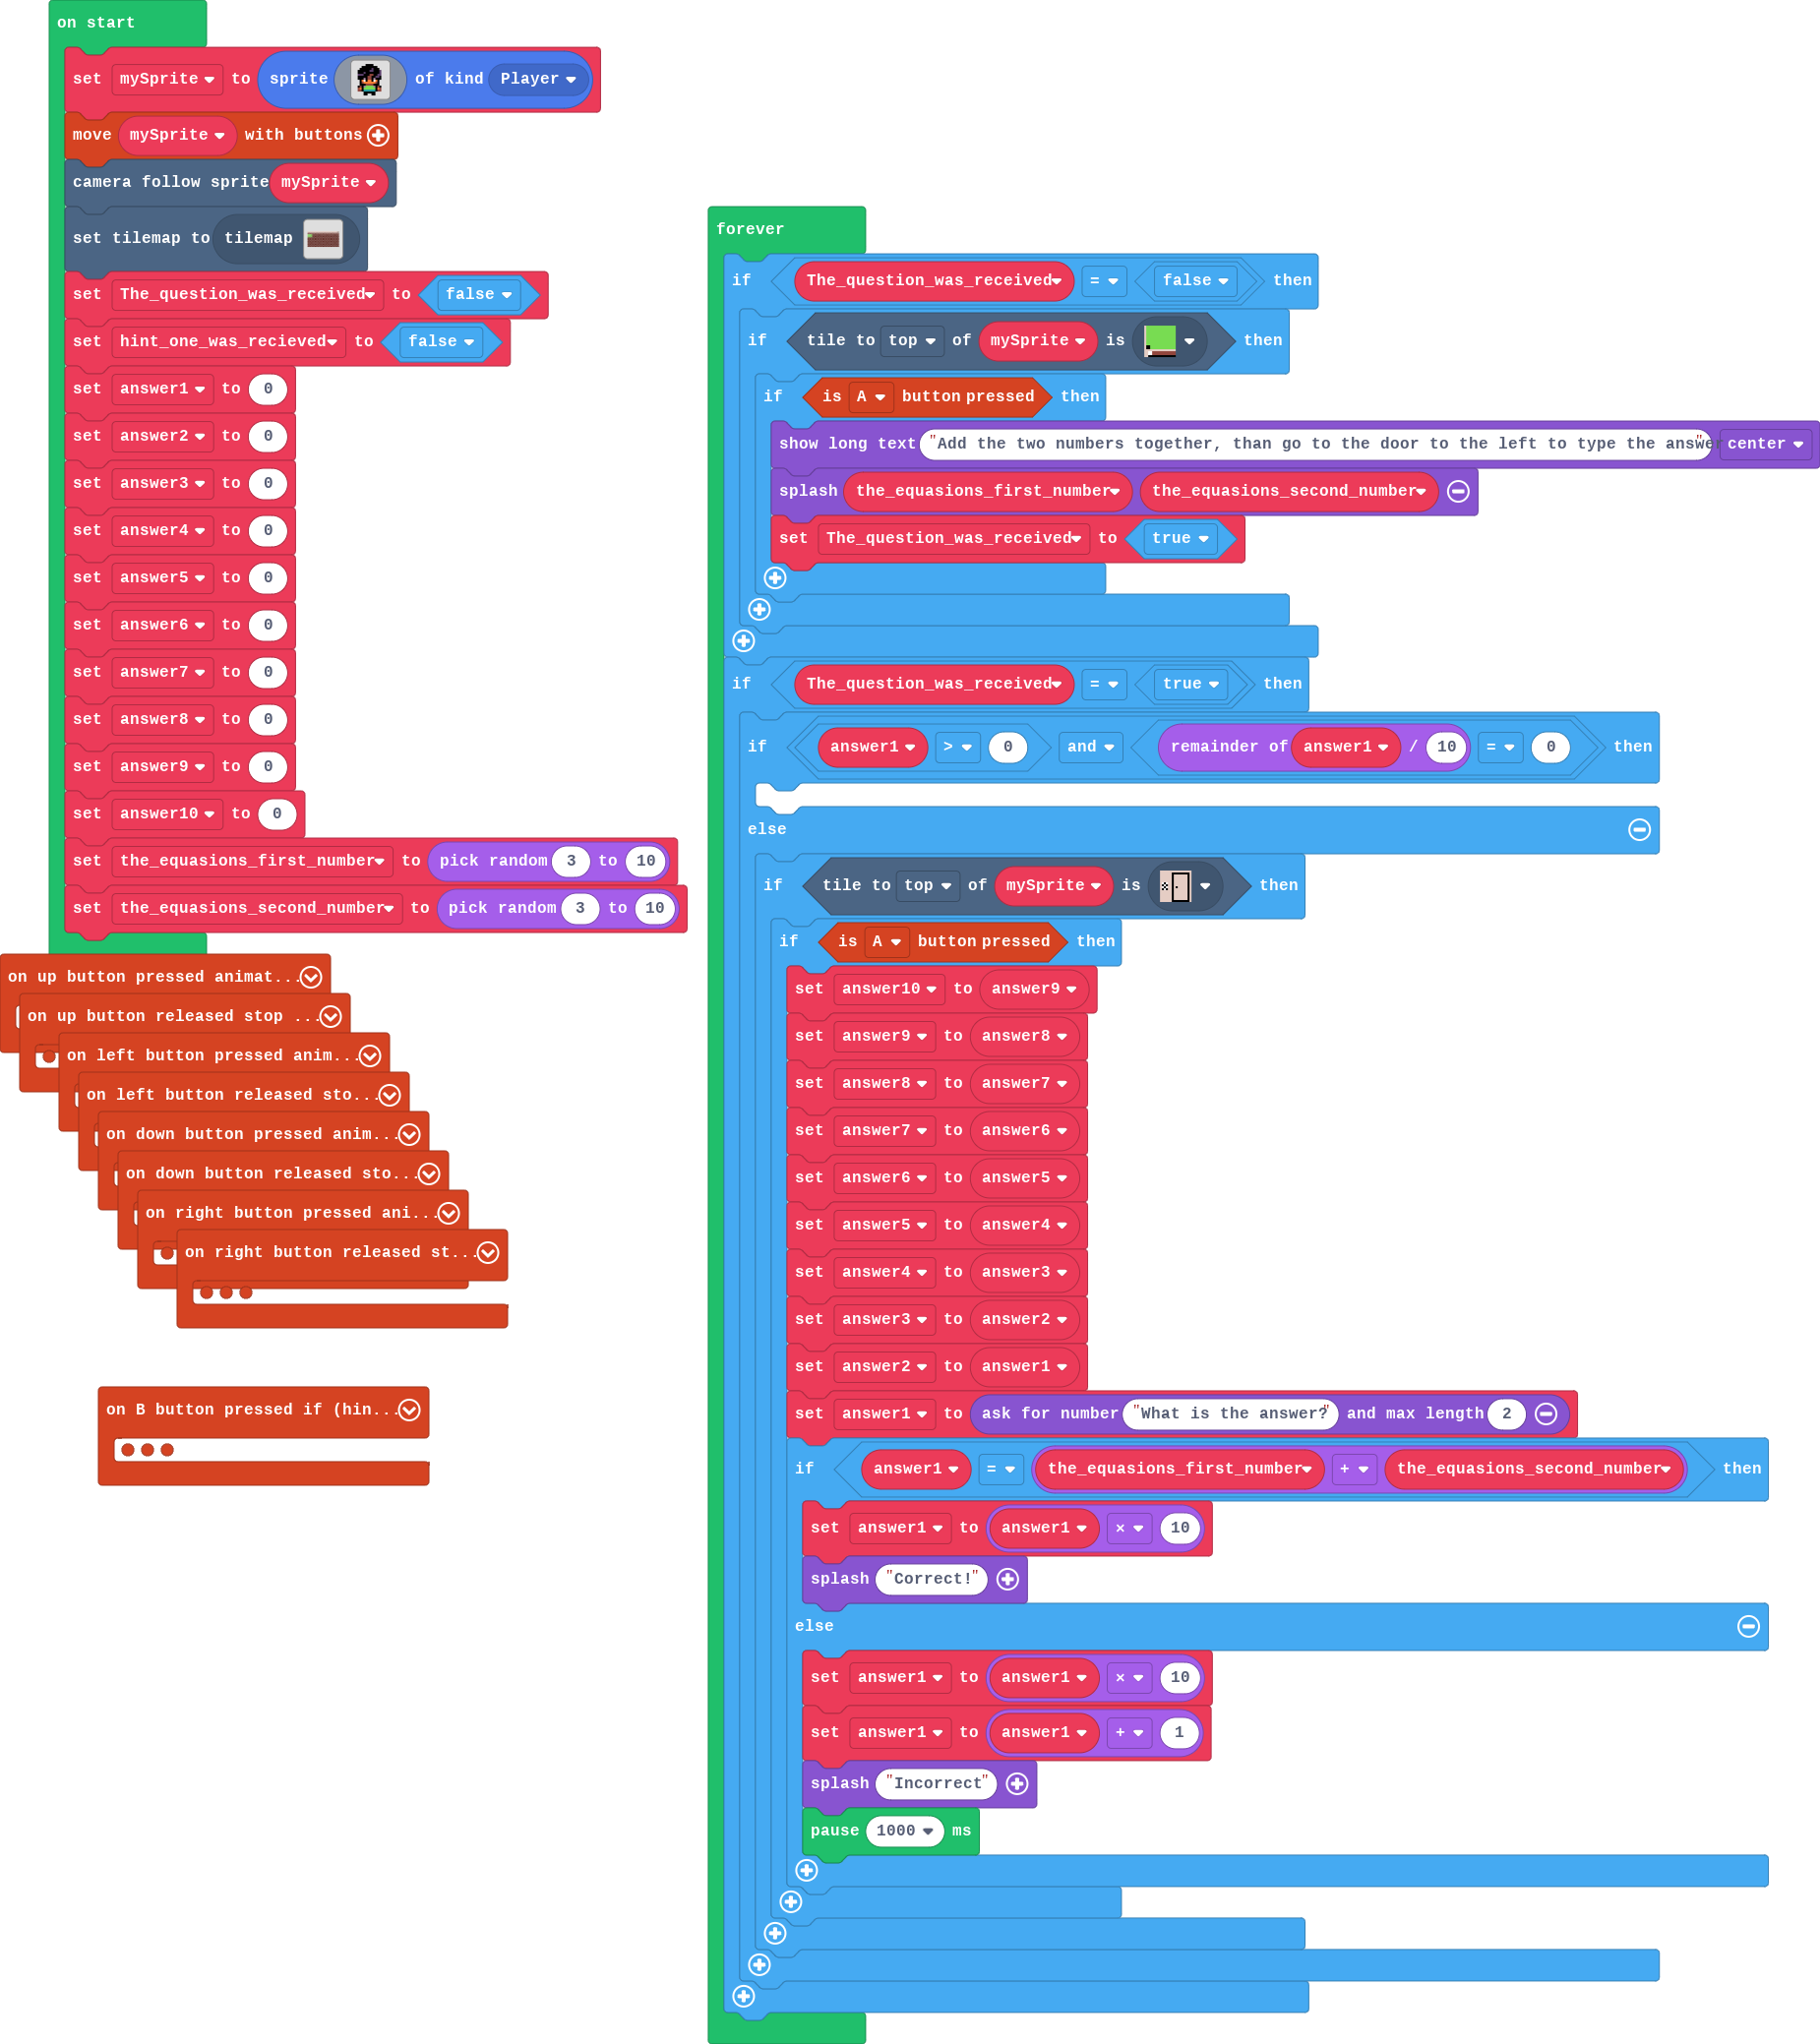 on start
set mySprite to sprite of kind Player
move mySprite with buttons
camera follow sprite mySprite
set tilemap to tilemap
set The_question_was_received to false
set hint_one_was_recieved to false
set answer1 to 0
set answer2 to 0
set answer3 to 0
set answer4 to 0
set answer5 to 0
set answer6 to 0
set answer7 to 0
set answer8 to 0
set answer9 to 0
set answer10 to 0
set the_equasions_first_number to pick random 3 to 10
set the_equasions_second_number to pick random 3 to 10
on up button pressed animat...
on up button released stop ...
on left button pressed anim...
on left button released sto...
on down button pressed anim...
on down button released sto...
on right button pressed ani...
on right button released st...
on B button pressed if (hin...
forever
if The_question_was_received = false then
if tile to top of mySprite is then
if is A button pressed then
show long text "Add the two numbers together, than go to the door to the left to type the answer" center
splash the_equasions_first_number the_equasions_second_number
set The_question_was_received to true
if The_question_was_received = true then
if answer1 > 0 and remainder of answer1 / 10 = 0 then
else
if tile to top of mySprite is then
if is A button pressed then
set answer10 to answer9
set answer9 to answer8
set answer8 to answer7
set answer7 to answer6
set answer6 to answer5
set answer5 to answer4
set answer4 to answer3
set answer3 to answer2
set answer2 to answer1
set answer1 to ask for number "What is the answer?" and max length 2
if answer1 = the_equasions_first_number + the_equasions_second_number then
set answer1 to answer1 × 10
splash "Correct!"
else
set answer1 to answer1 × 10
set answer1 to answer1 + 1
splash "Incorrect"
pause 1000 ms